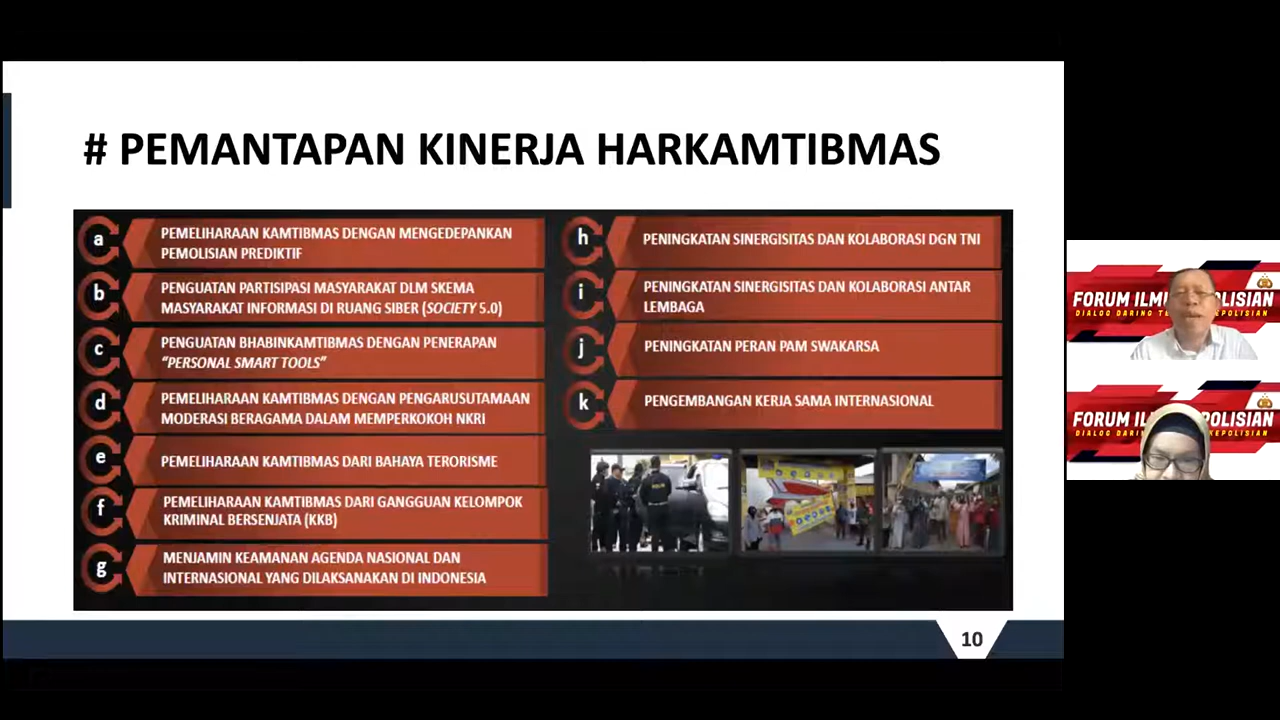 # PEMANTAPAN KINERJA HARKAMTIBMAS
a
PEMELIHARAAN KAMTIBMAS DENGAN MENGEDEPANKAN
PEMOLISIAN PREDIKTIF
b
PENGUATAN PARTISIPASI MASYARAKAT DLM SKEMA
MASYARAKAT INFORMASI DI RUANG SIBER (SOCIETY 5.0)
c
PENGUATAN BHABINKAMTIBMAS DENGAN PENERAPAN
“PERSONAL SMART TOOLS”
d
PEMELIHARAAN KAMTIBMAS DENGAN PENGARUSUTAMAAN
MODERASI BERAGAMA DALAM MEMPERKOKOH NKRI
e
PEMELIHARAAN KAMTIBMAS DARI BAHAYA TERORISME
f
PEMELIHARAAN KAMTIBMAS DARI GANGGUAN KELOMPOK
KRIMINAL BERSENJATA (KKB)
g
MENJAMIN KEAMANAN AGENDA NASIONAL DAN
INTERNASIONAL YANG DILAKSANAKAN DI INDONESIA
h
PENINGKATAN SINERGISITAS DAN KOLABORASI DGN TNI
i
PENINGKATAN SINERGISITAS DAN KOLABORASI ANTAR
LEMBAGA
j
PENINGKATAN PERAN PAM SWAKARSA
k
PENGEMBANGAN KERJA SAMA INTERNASIONAL
10
FORUM
DIALOG DARING
FORUM
DIALOG DARING